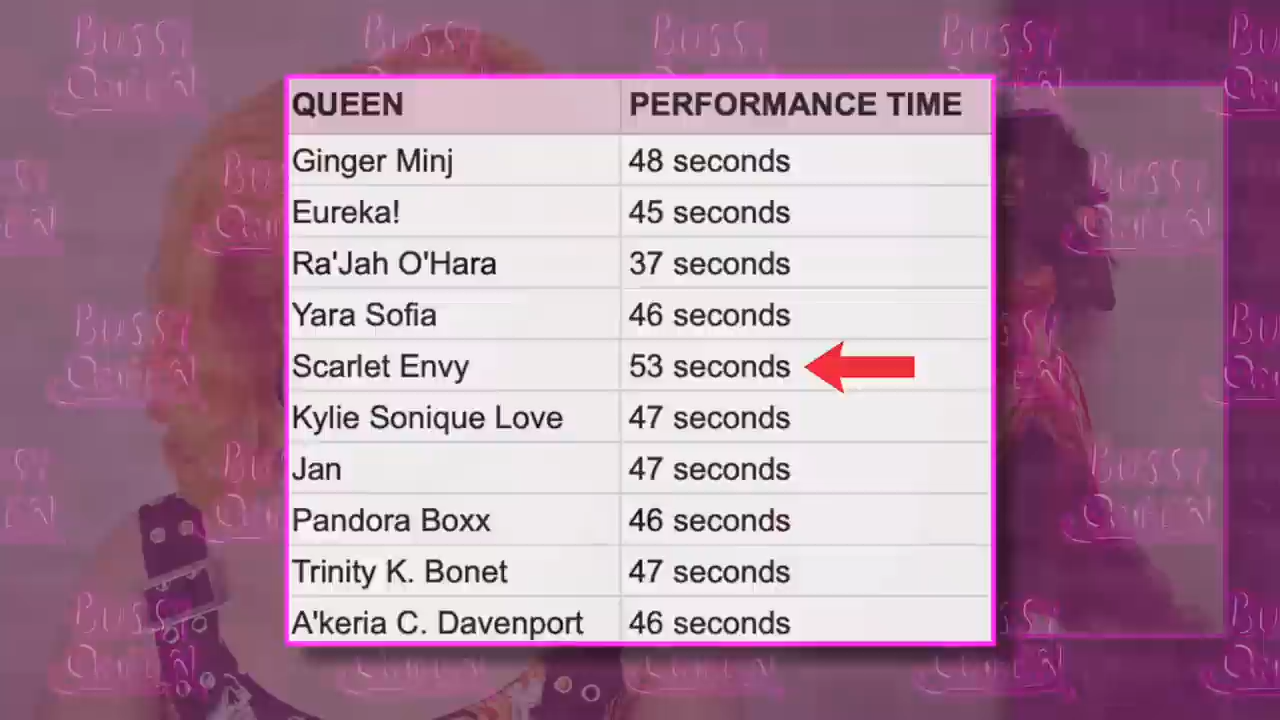 QUEEN PERFORMANCE TIME
Ginger Minj 48 seconds
Eureka! 45 seconds
Ra'Jah O'Hara 37 seconds
Yara Sofia 46 seconds
Scarlet Envy 53 seconds
Kylie Sonique Love 47 seconds
Jan 47 seconds
Pandora Boxx 46 seconds
Trinity K. Bonet 47 seconds
A'keria C. Davenport 46 seconds